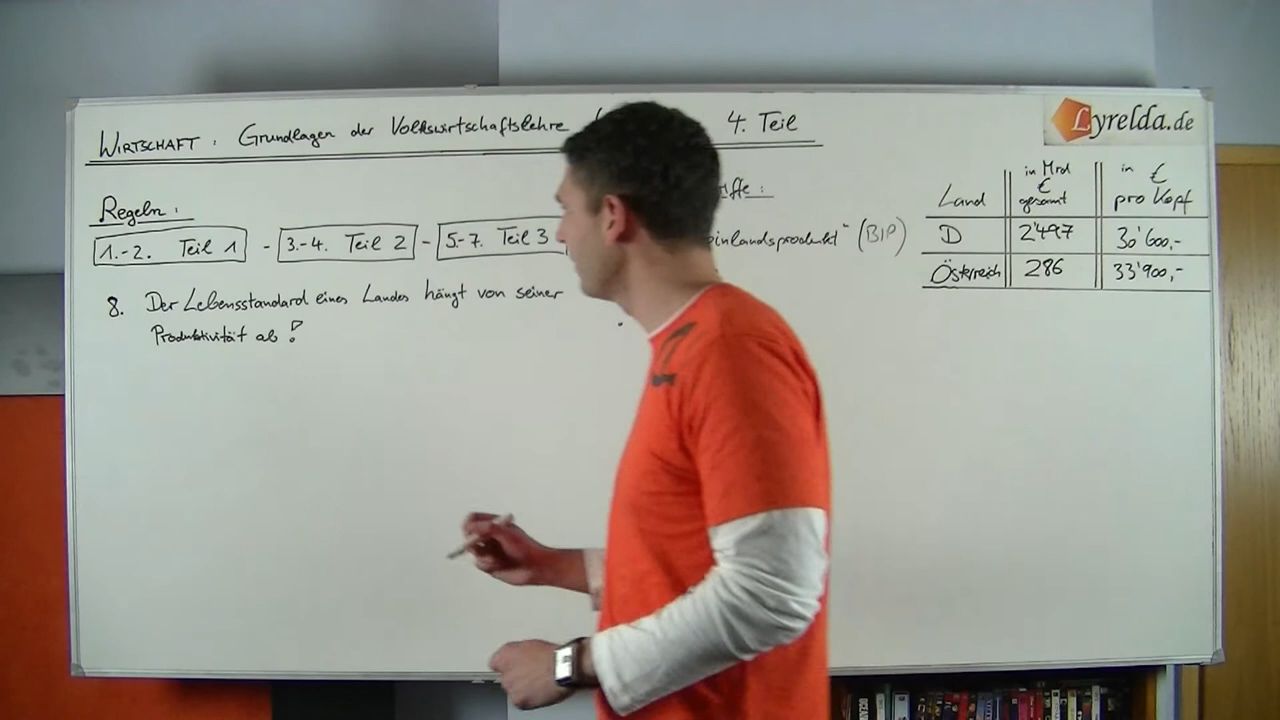 WIRTSCHAFT: Grundlagen der Volkswirtschaftslehre ( 4. Teil
Lyrelda.de
Regeln:
1.-2. Teil 1 - 3.-4. Teil 2 - 5.-7. Teil 3
8. Der Lebensstandard eines Landes hängt von seiner
Produktivität ab!
iffe:
inlandsprodukt" (BIP)
Land in Mrd € gesamt in € pro Kopf
D 2'497 30'600,-
Österreich 286 33'900,-